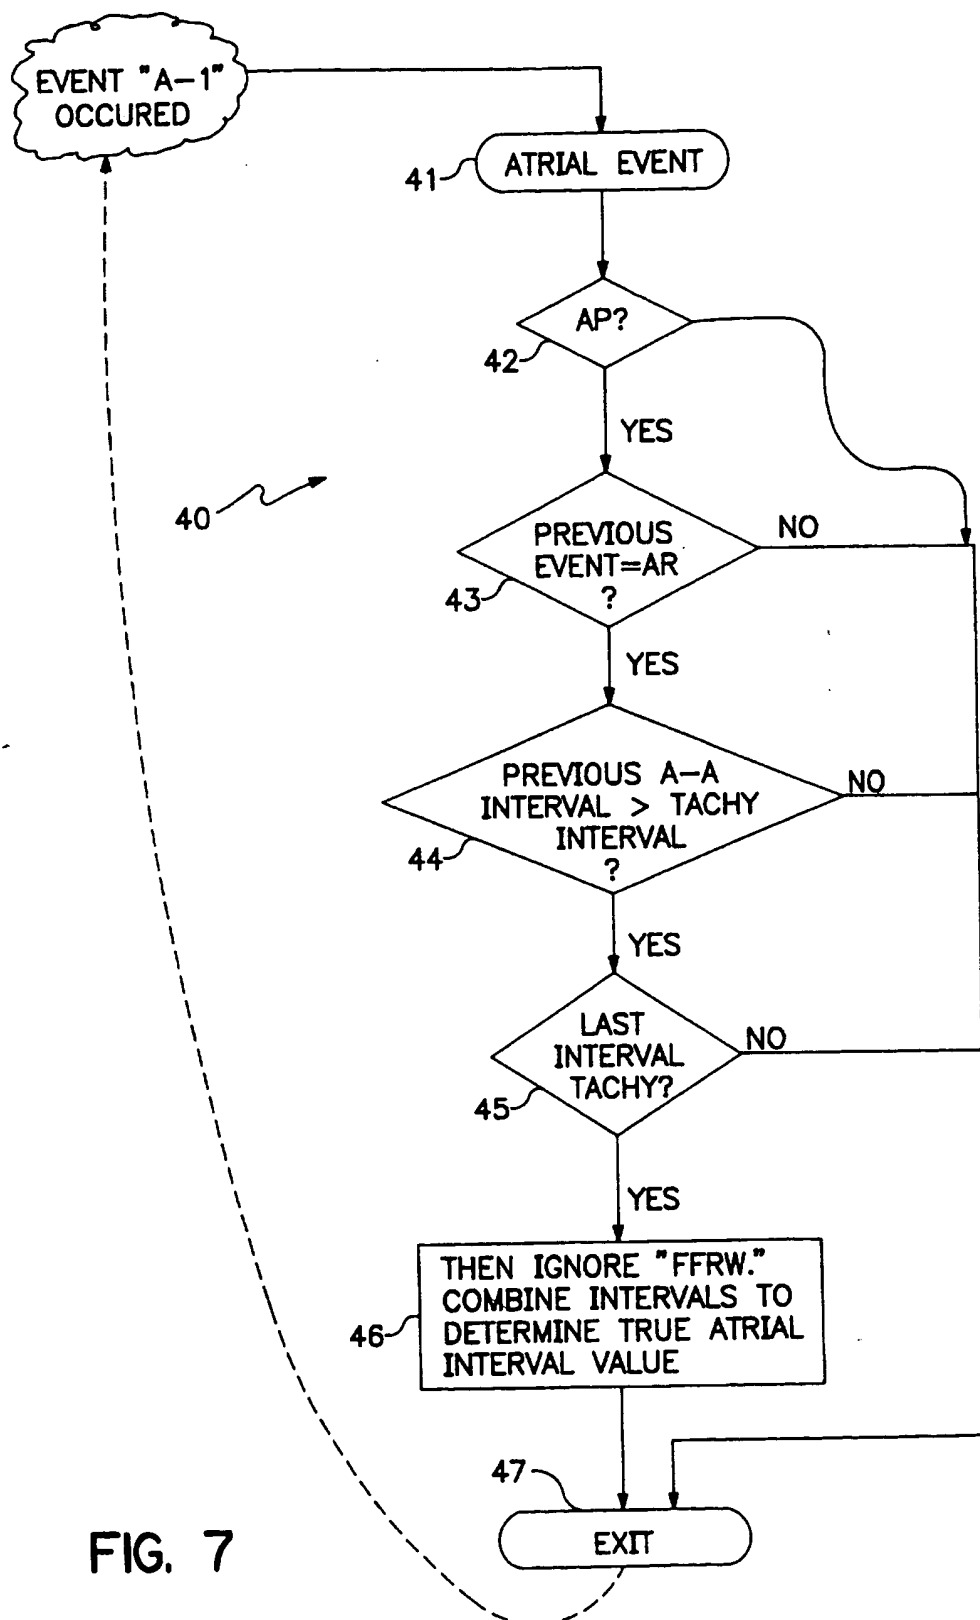 EVENT "A-1"
OCCURED
41
ATRIAL EVENT
AP?
42
YES
40
PREVIOUS
EVENT=AR
?
43
NO
YES
PREVIOUS A-A
INTERVAL > TACHY
INTERVAL
?
44
NO
YES
LAST
INTERVAL
TACHY?
45
NO
YES
THEN IGNORE "FFRW."
COMBINE INTERVALS TO
DETERMINE TRUE ATRIAL
INTERVAL VALUE
46
47
EXIT
FIG. 7